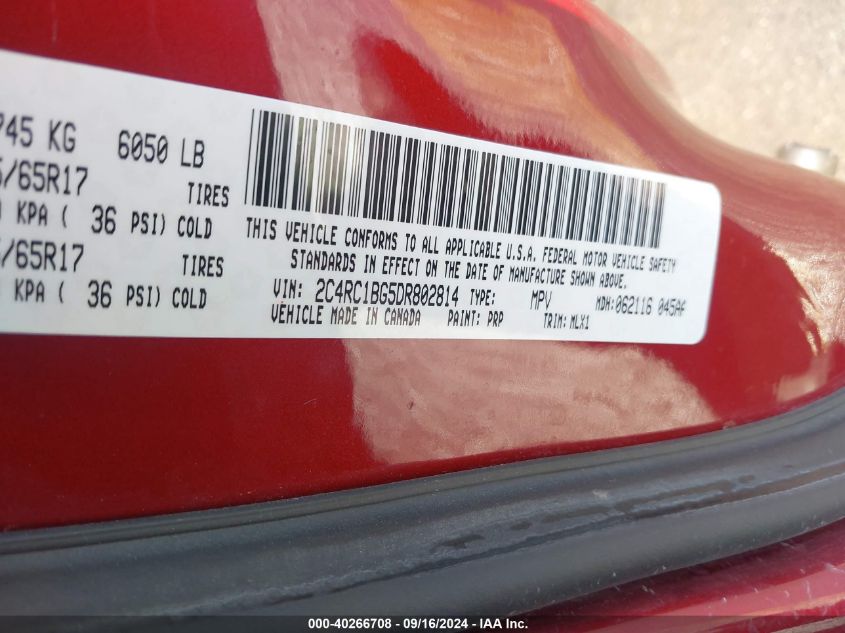 745 KG 6050 LB
/65R17 TIRES
KPA ( 36 PSI) COLD
/65R17 TIRES
KPA ( 36 PSI) COLD
THIS VEHICLE CONFORMS TO ALL APPLICABLE U.S.A. FEDERAL MOTOR VEHICLE SAFETY
STANDARDS IN EFFECT ON THE DATE OF MANUFACTURE SHOWN ABOVE.
VIN: 2C4RC1BG5DR802814 TYPE: MPV MDH:062116 045AA
VEHICLE MADE IN CANADA PAINT: PRP TRIM: MLX1
000-40266708 - 09/16/2024 - IAA Inc.